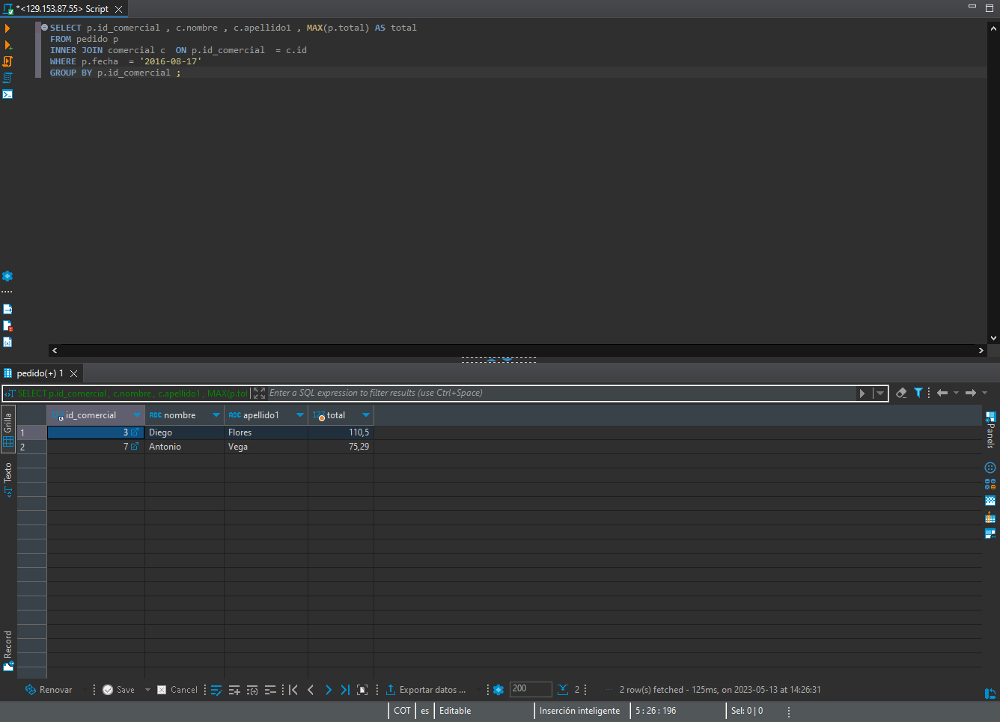 *<129.153.87.55> Script
SELECT p.id_comercial , c.nombre , c.apellido1 , MAX(p.total) AS total
FROM pedido p
INNER JOIN comercial c  ON p.id_comercial  = c.id
WHERE p.fecha  = '2016-08-17'
GROUP BY p.id_comercial ;
pedido(+) 1
SELECT p.id_comercial , c.nombre , c.apellido1 , MAX(p.tot
Enter a SQL expression to filter results (use Ctrl+Space)
Grilla
Texto
Record
Panels
123 id_comercial ABC nombre ABC apellido1 123 total
1 3 Diego Flores 110,5
2 7 Antonio Vega 75,29
Renovar Save Cancel Exportar datos ... 200 2 ... 2 row(s) fetched - 125ms, on 2023-05-13 at 14:26:31
COT es Editable Inserción inteligente 5 : 26 : 196 Sel: 0 | 0